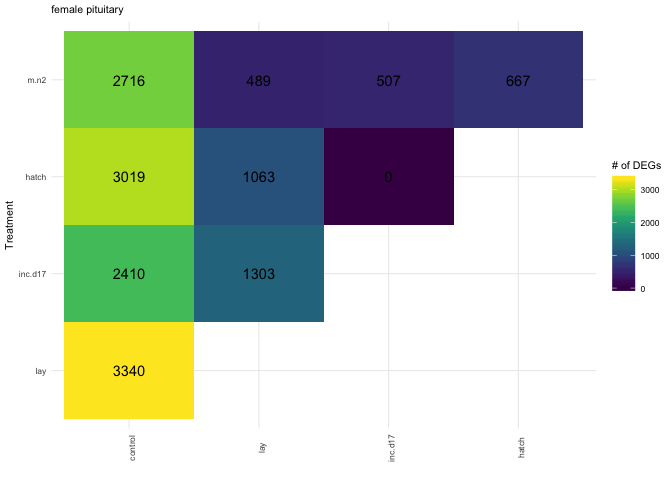 female pituitary
m.n2
2716 489 507 667
hatch
3019 1063 0
inc.d17
2410 1303
lay
3340
Treatment
control lay inc.d17 hatch
# of DEGs
3000
2000
1000
0